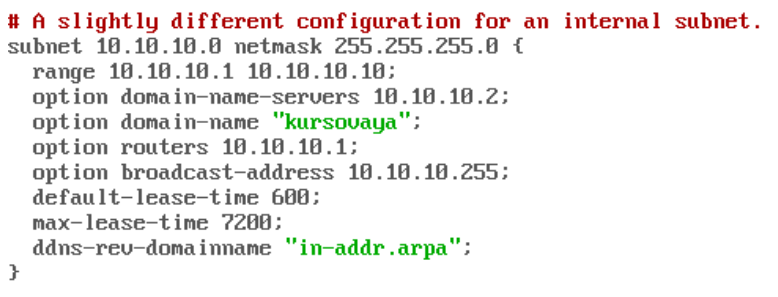 # A slightly different configuration for an internal subnet.
subnet 10.10.10.0 netmask 255.255.255.0 {
  range 10.10.10.1 10.10.10.10;
  option domain-name-servers 10.10.10.2;
  option domain-name "kursovaya";
  option routers 10.10.10.1;
  option broadcast-address 10.10.10.255;
  default-lease-time 600;
  max-lease-time 7200;
  ddns-rev-domainname "in-addr.arpa";
}